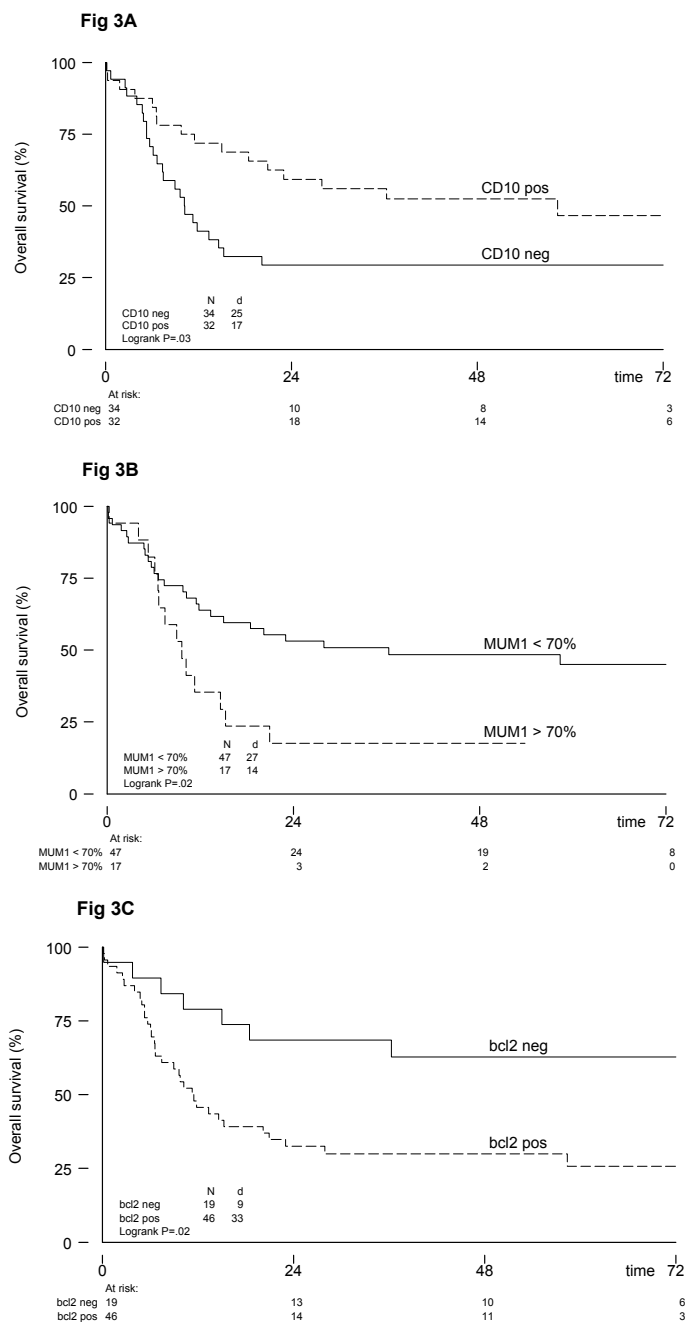 Fig 3A
100
75
50
25
0
Overall survival (%)
CD10 pos
CD10 neg
N d
CD10 neg 34 25
CD10 pos 32 17
Logrank P=.03
0 24 48 time 72
At risk:
CD10 neg 34 10 8 3
CD10 pos 32 18 14 6
Fig 3B
100
75
50
25
0
Overall survival (%)
MUM1 < 70%
MUM1 > 70%
N d
MUM1 < 70% 47 27
MUM1 > 70% 17 14
Logrank P=.02
0 24 48 time 72
At risk:
MUM1 < 70% 47 24 19 8
MUM1 > 70% 17 3 2 0
Fig 3C
100
75
50
25
0
Overall survival (%)
bcl2 neg
bcl2 pos
N d
bcl2 neg 19 9
bcl2 pos 46 33
Logrank P=.02
0 24 48 time 72
At risk:
bcl2 neg 19 13 10 6
bcl2 pos 46 14 11 3